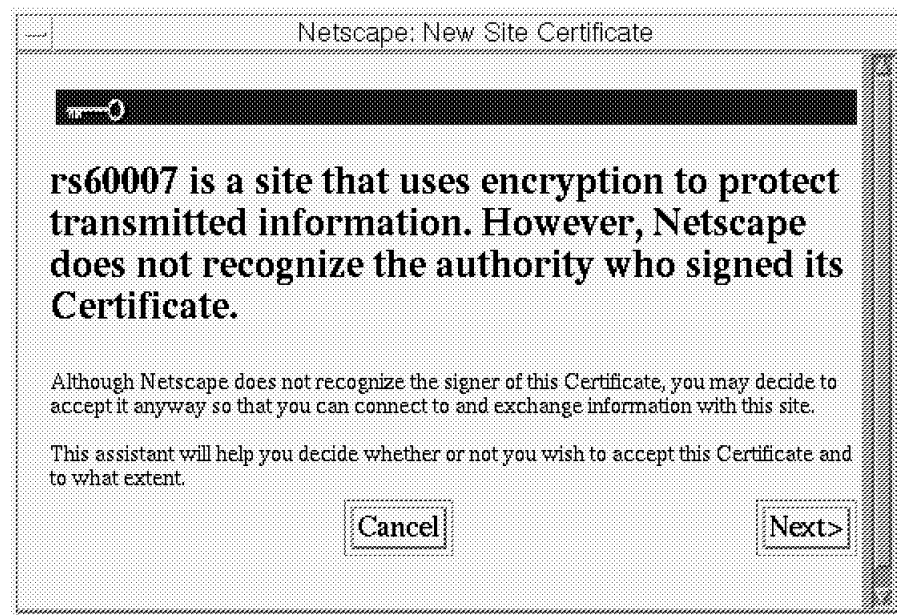 Netscape: New Site Certificate
rs60007 is a site that uses encryption to protect
transmitted information. However, Netscape
does not recognize the authority who signed its
Certificate.
Although Netscape does not recognize the signer of this Certificate, you may decide to
accept it anyway so that you can connect to and exchange information with this site.
This assistant will help you decide whether or not you wish to accept this Certificate and
to what extent.
Cancel
Next>